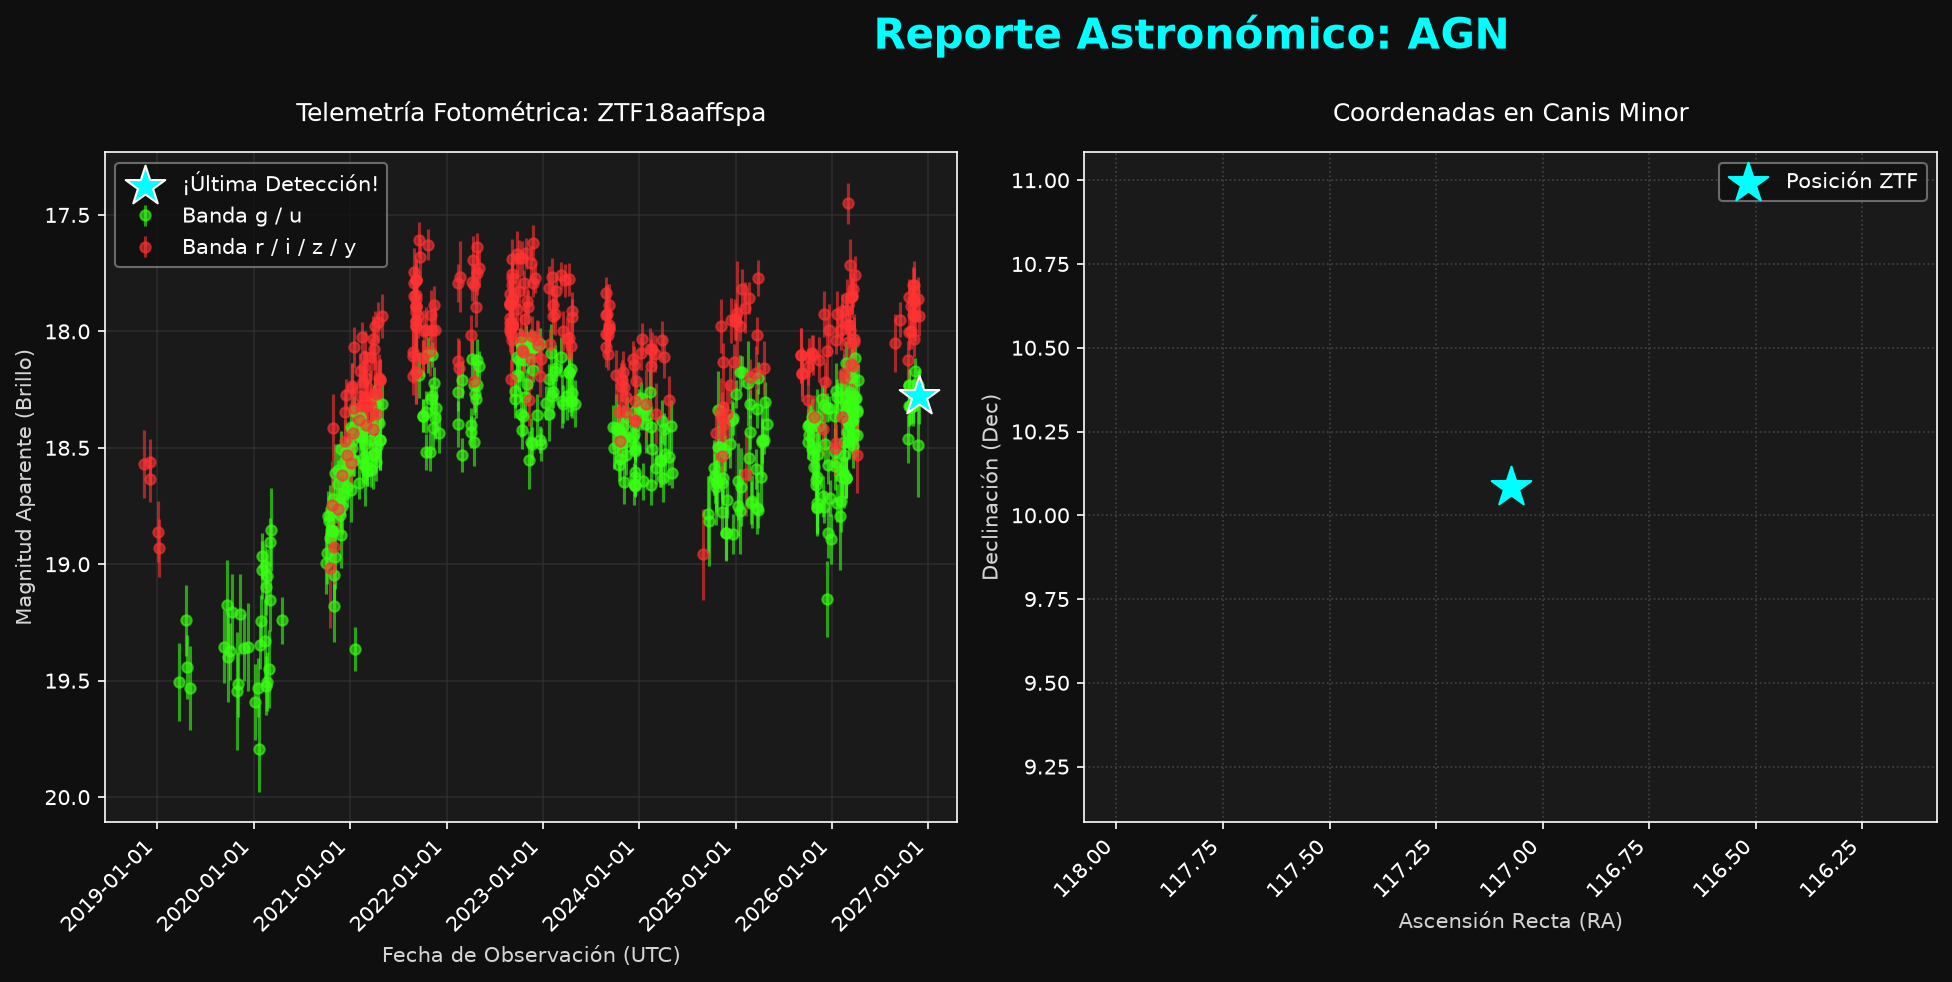 Reporte Astronómico: AGN
Telemetría Fotométrica: ZTF18aaffspa
¡Última Detección!
Banda g / u
Banda r / i / z / y
Magnitud Aparente (Brillo)
17.5
18.0
18.5
19.0
19.5
20.0
2019-01-01
2020-01-01
2021-01-01
2022-01-01
2023-01-01
2024-01-01
2025-01-01
2026-01-01
2027-01-01
Fecha de Observación (UTC)
Coordenadas en Canis Minor
Posición ZTF
Declinación (Dec)
11.00
10.75
10.50
10.25
10.00
9.75
9.50
9.25
118.00
117.75
117.50
117.25
117.00
116.75
116.50
116.25
Ascensión Recta (RA)